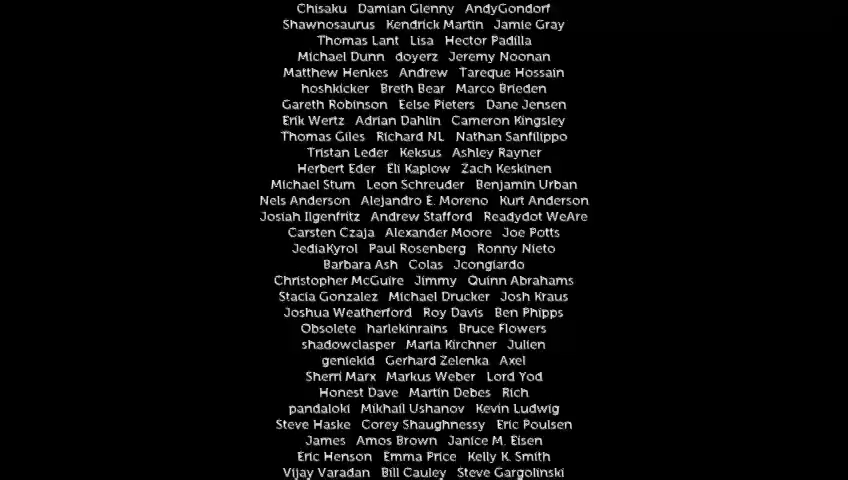 Chisaku Damian Glenny AndyGondorf
Shawnosaurus Kendrick Martin Jamie Gray
Thomas Lant Lisa Hector Padilla
Michael Dunn doyerz Jeremy Noonan
Matthew Henkes Andrew Tareque Hossain
hoshkicker Breth Bear Marco Brieden
Gareth Robinson Eelse Pieters Dane Jensen
Erik Wertz Adrian Dahlin Cameron Kingsley
Thomas Giles Richard NL Nathan Sanfilippo
Tristan Leder Keksus Ashley Rayner
Herbert Eder Eli Kaplow Zach Keskinen
Michael Stum Leon Schreuder Benjamin Urban
Nels Anderson Alejandro E. Moreno Kurt Anderson
Josiah Ilgenfritz Andrew Stafford Readydot WeAre
Carsten Czaja Alexander Moore Joe Potts
JediaKyrol Paul Rosenberg Ronny Nieto
Barbara Ash Colas Jcongiardo
Christopher McGuire Jimmy Quinn Abrahams
Stacia Gonzalez Michael Drucker Josh Kraus
Joshua Weatherford Roy Davis Ben Phipps
Obsolete harlekinrains Bruce Flowers
shadowclasper Maria Kirchner Julien
geniekid Gerhard Zelenka Axel
Sherri Marx Markus Weber Lord Yod
Honest Dave Martin Debes Rich
pandaloki Mikhail Ushanov Kevin Ludwig
Steve Haske Corey Shaughnessy Eric Poulsen
James Amos Brown Janice M. Eisen
Eric Henson Emma Price Kelly K. Smith
Vijay Varadan Bill Cauley Steve Gargolinski